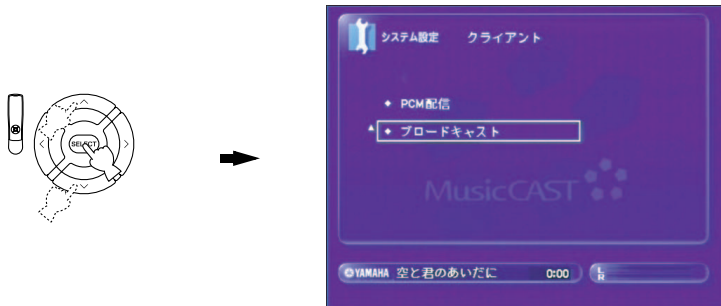 SELECT
システム設定 クライアント
◆ PCM配信
▲ ◆ ブロードキャスト
MusicCAST
YAMAHA 空と君のあいだに 0:00 L
R